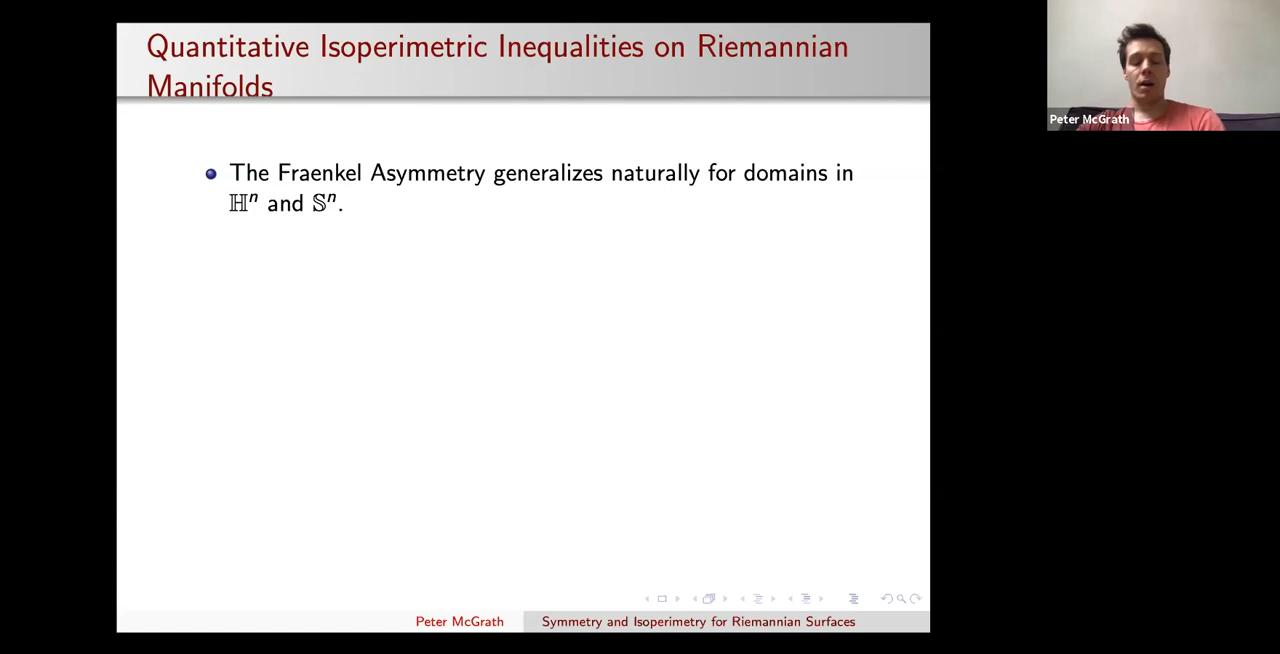 Quantitative Isoperimetric Inequalities on Riemannian
Manifolds
The Fraenkel Asymmetry generalizes naturally for domains in
ℍⁿ and 𝕊ⁿ.
Peter McGrath
Peter McGrath
Symmetry and Isoperimetry for Riemannian Surfaces